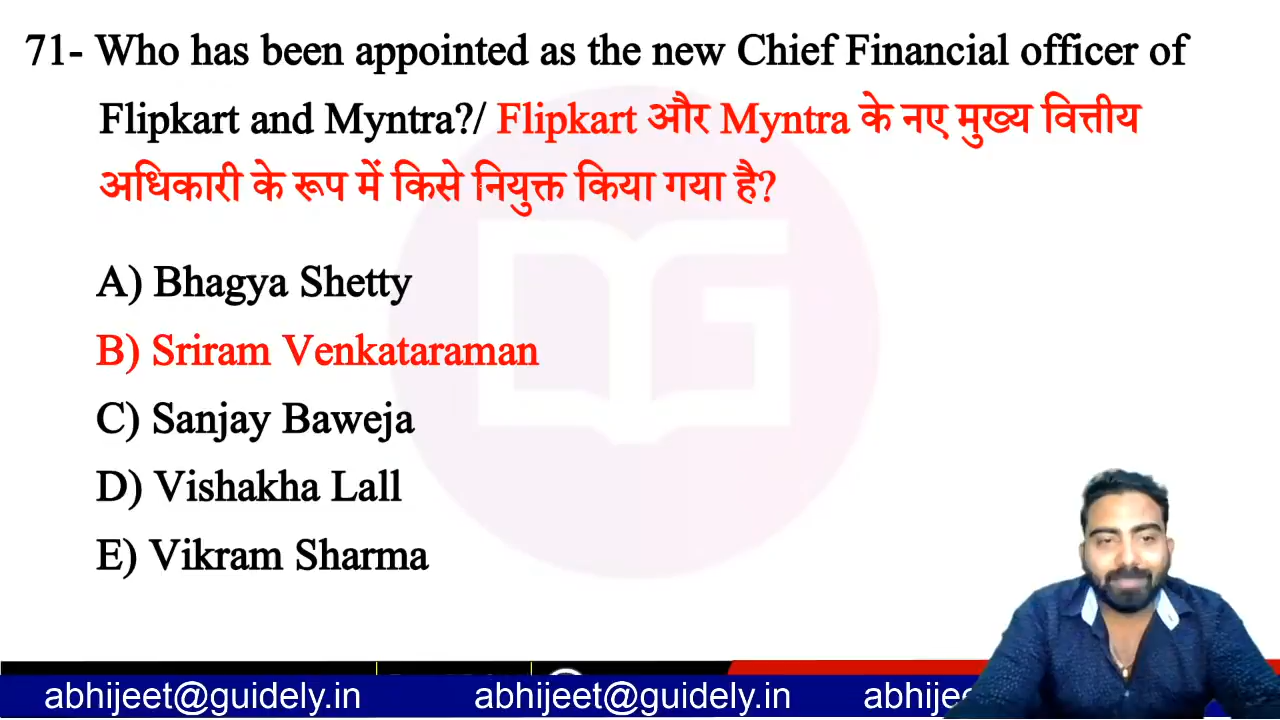 71- Who has been appointed as the new Chief Financial officer of
Flipkart and Myntra?/ Flipkart और Myntra के नए मुख्य वित्तीय
अधिकारी के रूप में किसे नियुक्त किया गया है?
A) Bhagya Shetty
B) Sriram Venkataraman
C) Sanjay Baweja
D) Vishakha Lall
E) Vikram Sharma
abhijeet@guidely.in abhijeet@guidely.in abhijee